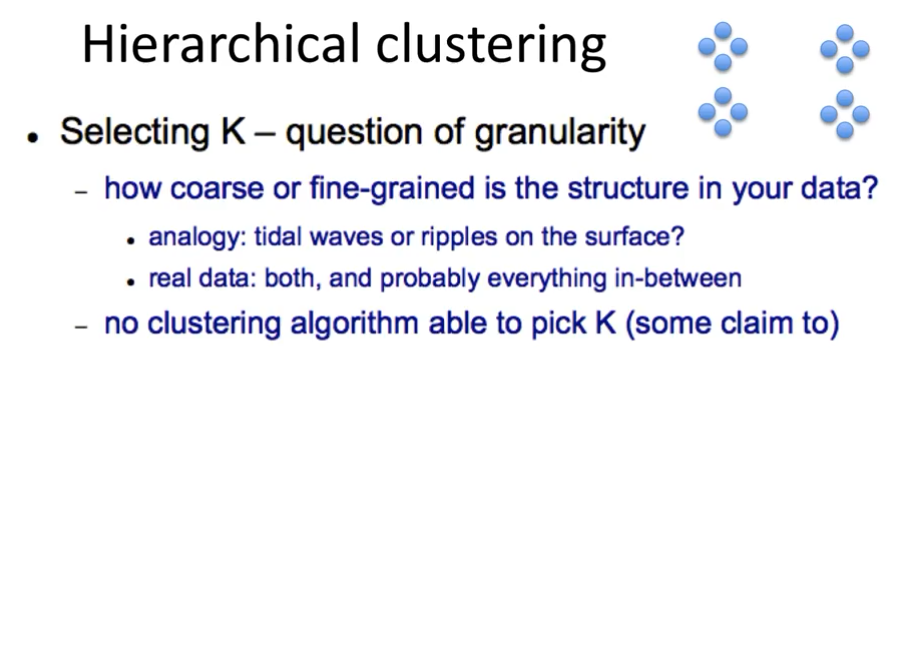 Hierarchical clustering
• Selecting K – question of granularity
– how coarse or fine-grained is the structure in your data?
• analogy: tidal waves or ripples on the surface?
• real data: both, and probably everything in-between
– no clustering algorithm able to pick K (some claim to)